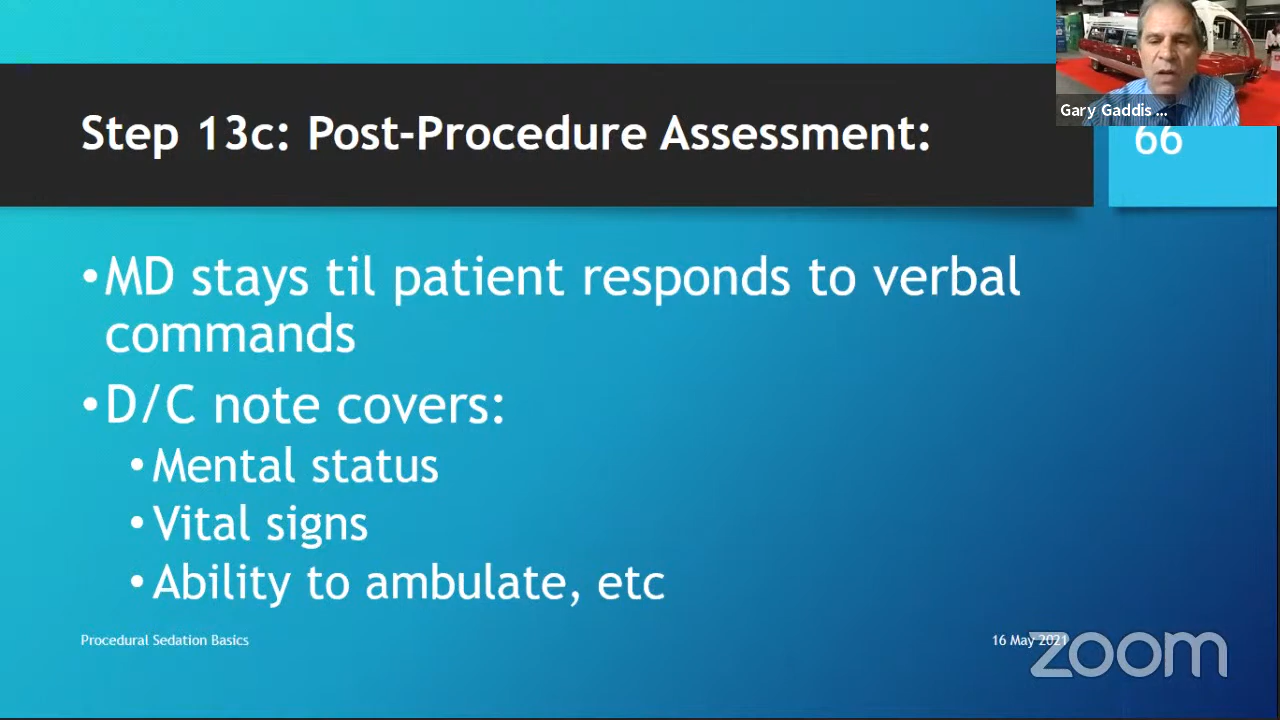 Gary Gaddis ...
Step 13c: Post-Procedure Assessment:
66
•MD stays til patient responds to verbal
commands
•D/C note covers:
•Mental status
•Vital signs
•Ability to ambulate, etc
Procedural Sedation Basics
16 May 2021
zoom